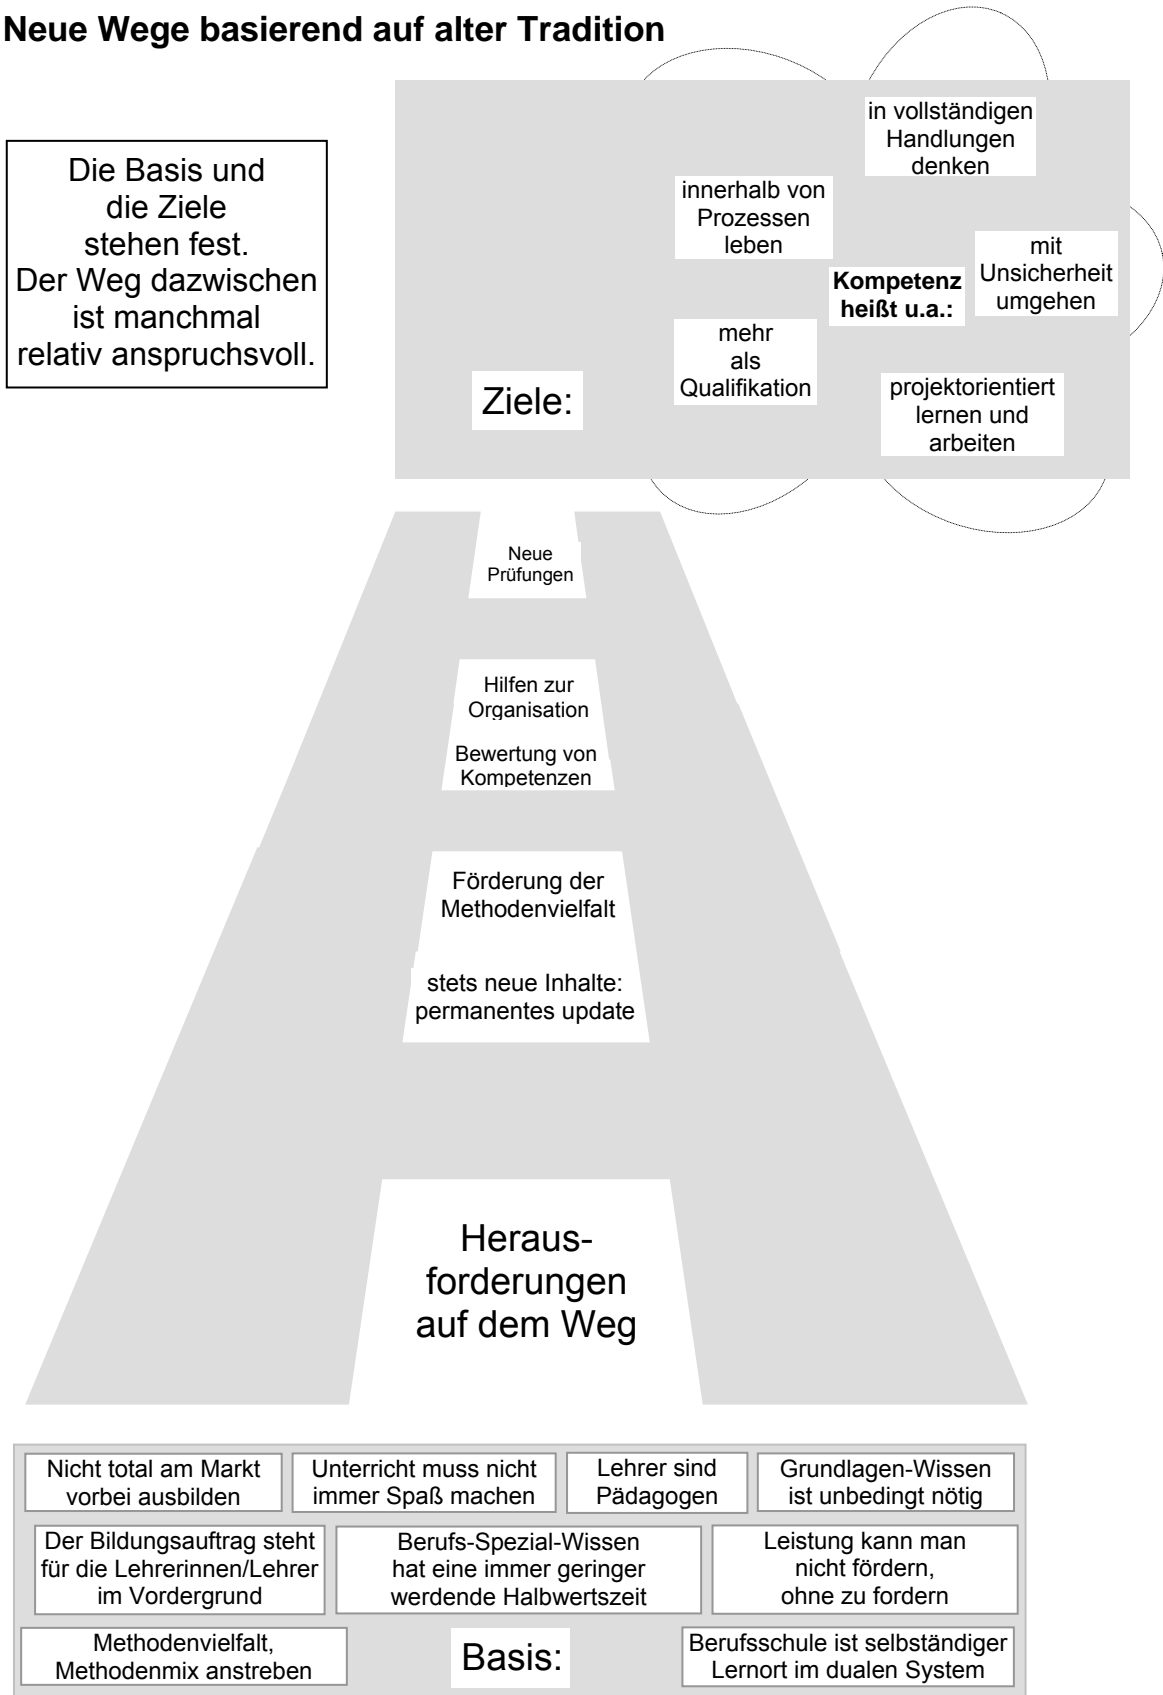 Neue Wege basierend auf alter Tradition
Die Basis und
die Ziele
stehen fest.
Der Weg dazwischen
ist manchmal
relativ anspruchsvoll.
in vollständigen
Handlungen
denken
innerhalb von
Prozessen
leben
mit
Unsicherheit
umgehen
Kompetenz
heißt u.a.:
mehr
als
Qualifikation
projektorientiert
lernen und
arbeiten
Ziele:
Neue
Prüfungen
Hilfen zur
Organisation
Bewertung von
Kompetenzen
Förderung der
Methodenvielfalt
stets neue Inhalte:
permanentes update
Heraus-
forderungen
auf dem Weg
Nicht total am Markt
vorbei ausbilden
Unterricht muss nicht
immer Spaß machen
Lehrer sind
Pädagogen
Grundlagen-Wissen
ist unbedingt nötig
Der Bildungsauftrag steht
für die Lehrerinnen/Lehrer
im Vordergrund
Berufs-Spezial-Wissen
hat eine immer geringer
werdende Halbwertszeit
Leistung kann man
nicht fördern,
ohne zu fordern
Methodenvielfalt,
Methodenmix anstreben
Basis:
Berufsschule ist selbständiger
Lernort im dualen System